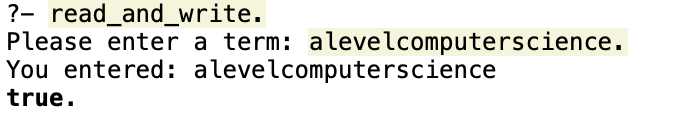 ?- read_and_write.
Please enter a term: alevelcomputerscience.
You entered: alevelcomputerscience
true.